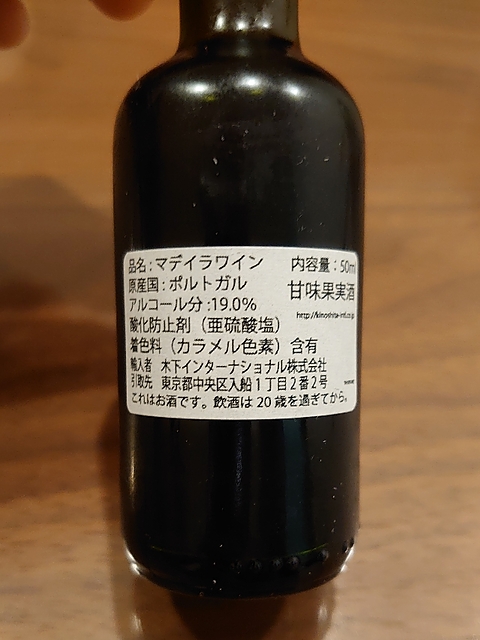 品名：マデイラワイン 内容量：50ml
原産国：ポルトガル 甘味果実酒
アルコール分：19.0%
http://kinoshita-intl.co.jp
酸化防止剤（亜硫酸塩）
着色料（カラメル色素）含有
輸入者 木下インターナショナル株式会社
引取先 東京都中央区入船1丁目2番2号
これはお酒です。飲酒は20歳を過ぎてから。